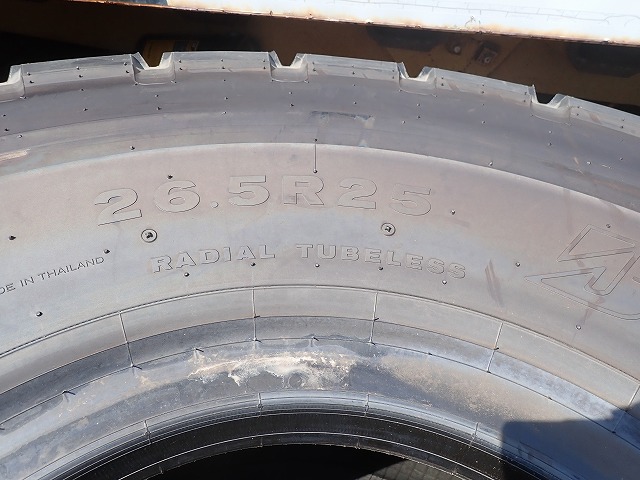 26.5R25
RADIAL TUBELESS
DE IN THAILAND